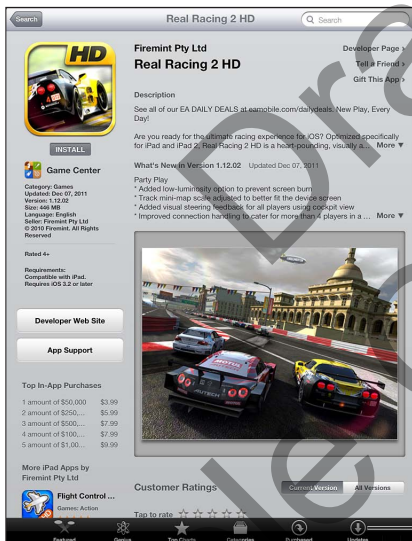 Search
Real Racing 2 HD
Search
HD
INSTALL
Game Center
Category: Games
Updated: Dec 07, 2011
Version: 1.12.02
Size: 446 MB
Language: English
Seller: Firemint Pty Ltd
© 2010 Firemint. All Rights
Reserved
Rated 4+
Requirements:
Compatible with iPad.
Requires iOS 3.2 or later
Developer Web Site
App Support
Top In-App Purchases
1 amount of $50,000 $3.99
2 amount of $250,... $5.99
3 amount of $500,... $7.99
4 amount of $100,... $7.99
5 amount of $1,00... $9.99
More iPad Apps by
Firemint Pty Ltd
Flight Control ...
Games: Action
Firemint Pty Ltd
Real Racing 2 HD
Developer Page ›
Tell a Friend ›
Gift This App ›
Description
See all of our EA DAILY DEALS at eamobile.com/dailydeals. New Play, Every
Day!
Are you ready for the ultimate racing experience for iOS? Optimized specifically
for iPad and iPad 2, Real Racing 2 HD is a heart-pounding, visually a... More ▼
What's New in Version 1.12.02 Updated Dec 07, 2011
Party Play
* Added low-luminosity option to prevent screen burn
* Track mini-map scale adjusted to better fit the device screen
* Added visual steering feedback for all players using cockpit view
* Improved connection handling to cater for more than 4 players in a ... More ▼
MOTUL
AUTECH
Customer Ratings
Current Version
All Versions
Tap to rate ☆ ☆ ☆ ☆ ☆
Featured
Genius
Top Charts
Categories
Purchased
Updates